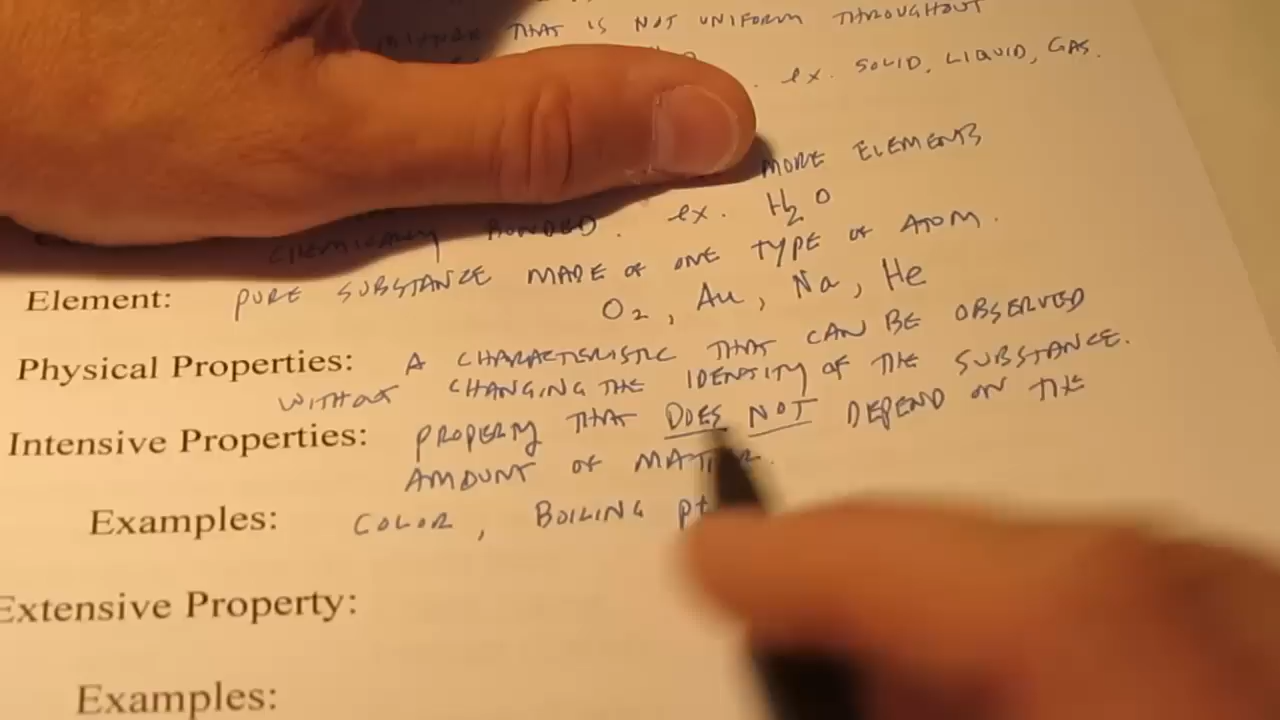 THAT IS NOT UNIFORM THROUGHOUT
ex. SOLID, LIQUID, GAS.
MORE ELEMENTS
CHEMICALLY BONDED. ex. H2O
Element: PURE SUBSTANCE MADE OF ONE TYPE OF ATOM.
O2, Au, Na, He
Physical Properties: A CHARACTERISTIC THAT CAN BE OBSERVED
WITHOUT CHANGING THE IDENTITY OF THE SUBSTANCE.
Intensive Properties: PROPERTY THAT DOES NOT DEPEND ON THE
AMOUNT OF
Examples: COLOR, BOILING pt
Extensive Property:
Examples: